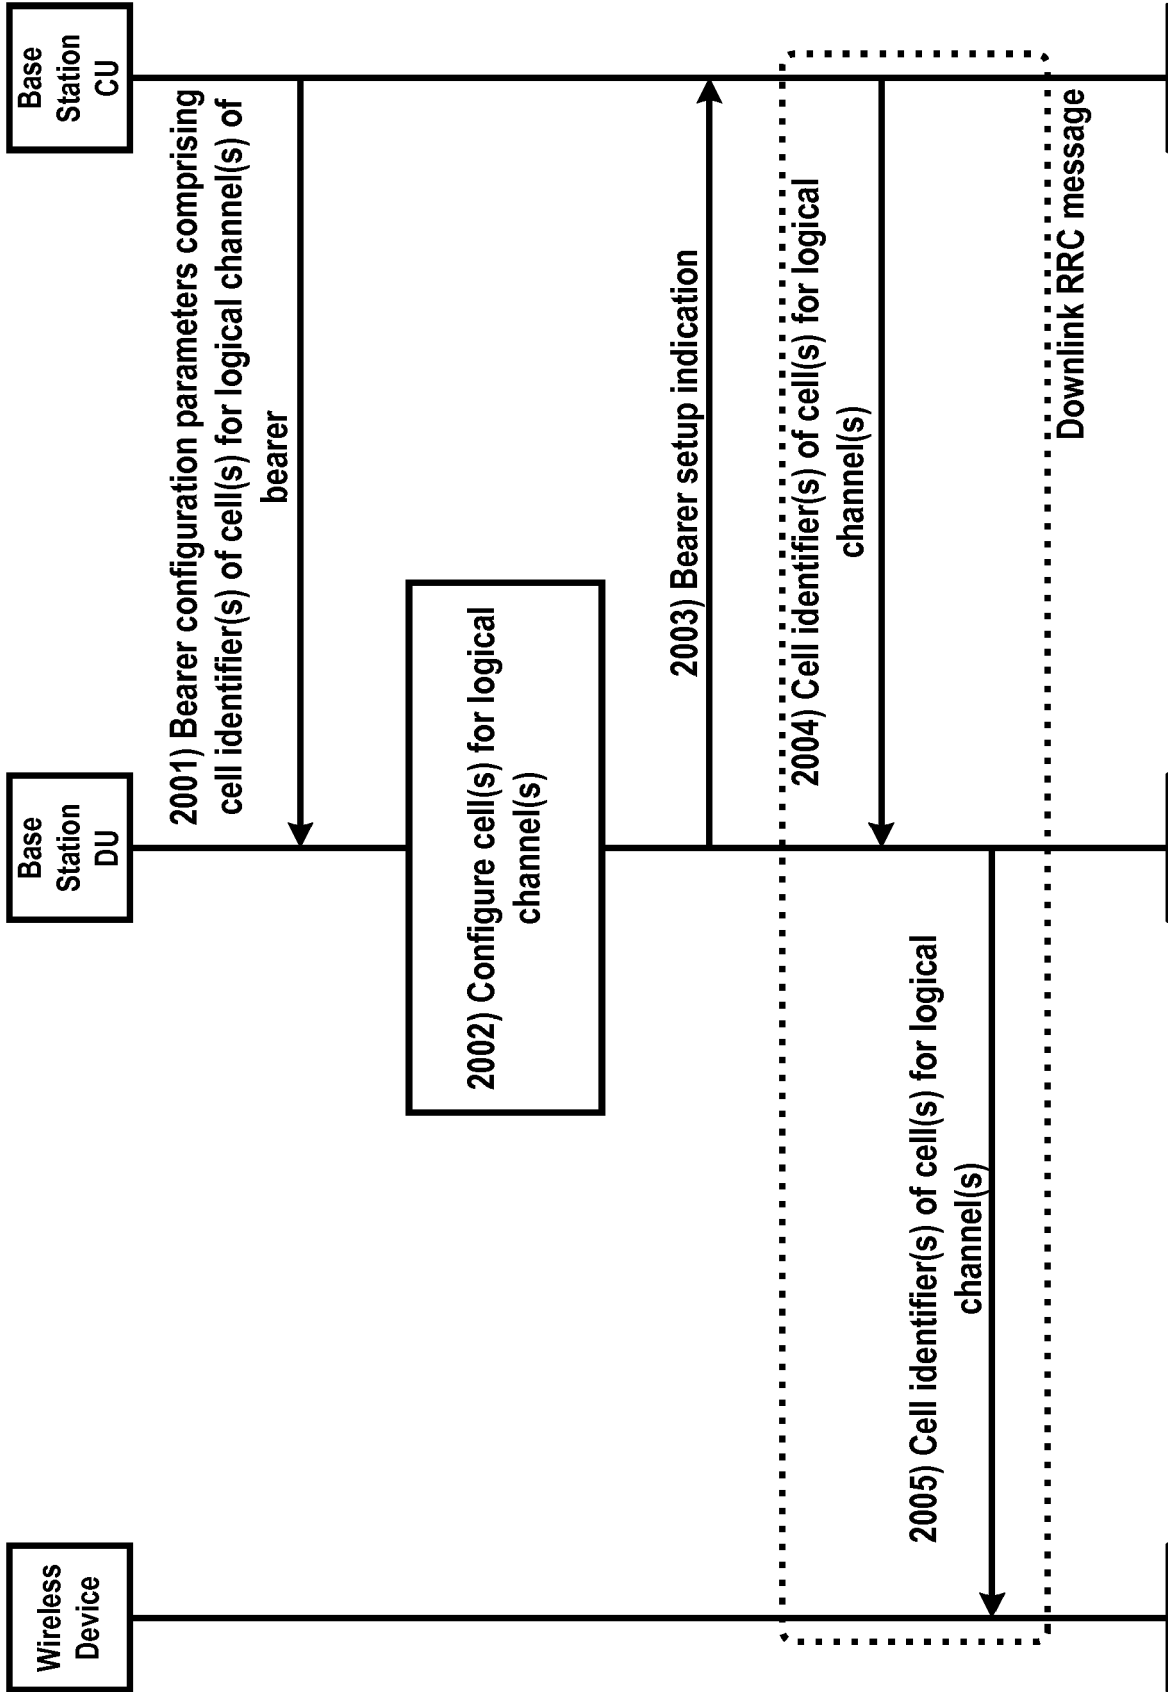 Wireless
Device
Base
Station
DU
Base
Station
CU
2001) Bearer configuration parameters comprising
cell identifier(s) of cell(s) for logical channel(s) of
bearer
2002) Configure cell(s) for logical
channel(s)
2003) Bearer setup indication
2004) Cell identifier(s) of cell(s) for logical
channel(s)
2005) Cell identifier(s) of cell(s) for logical
channel(s)
Downlink RRC message